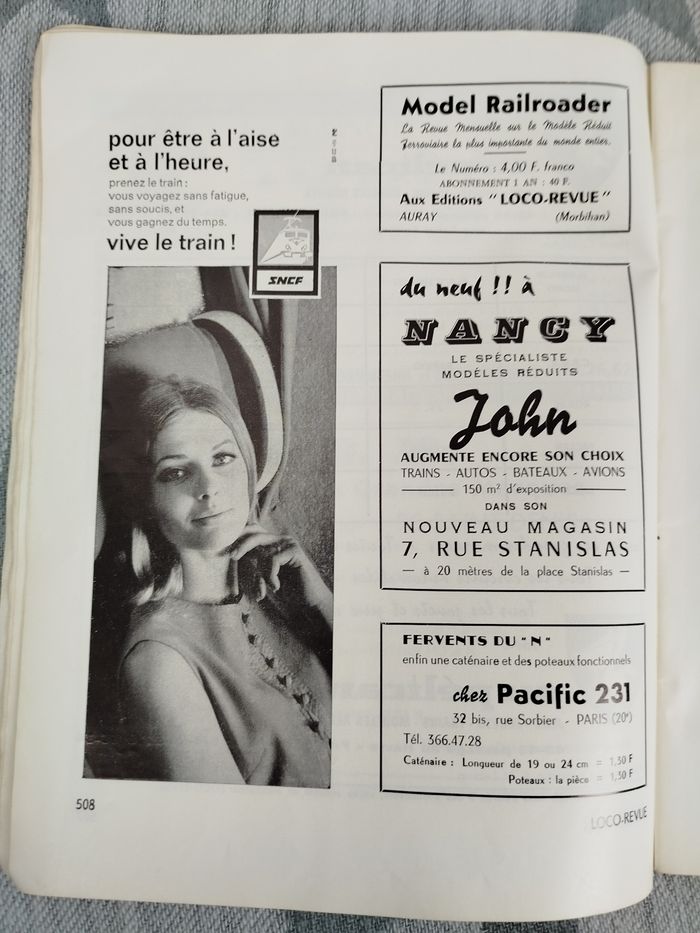 pour être à l'aise
et à l'heure,
prenez le train :
vous voyagez sans fatigue,
sans soucis, et
vous gagnez du temps.
vive le train !
SNCF
Model Railroader
La Revue Mensuelle sur le Modèle Réduit
Ferroviaire la plus importante du monde entier.
Le Numéro : 4,00 F. franco
ABONNEMENT 1 AN : 40 F.
Aux Editions "LOCO-REVUE"
AURAY (Morbihan)
du neuf !! à
NANCY
LE SPÉCIALISTE
MODÉLES RÉDUITS
John
AUGMENTE ENCORE SON CHOIX
TRAINS - AUTOS - BATEAUX - AVIONS
150 m² d'exposition
DANS SON
NOUVEAU MAGASIN
7, RUE STANISLAS
— à 20 mètres de la place Stanislas —
FERVENTS DU "N"
enfin une caténaire et des poteaux fonctionnels
chez Pacific 231
32 bis, rue Sorbier - PARIS (20e)
Tél. 366.47.28
Caténaire : Longueur de 19 ou 24 cm = 1,30 F
Poteaux : la pièce = 1,50 F
508
LOCO-REVUE